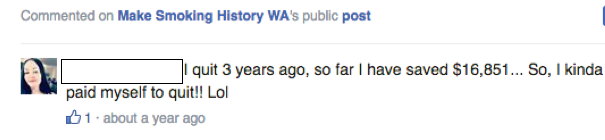 Commented on Make Smoking History WA's public post
I quit 3 years ago, so far I have saved $16,851... So, I kinda
paid myself to quit!! Lol
1 · about a year ago